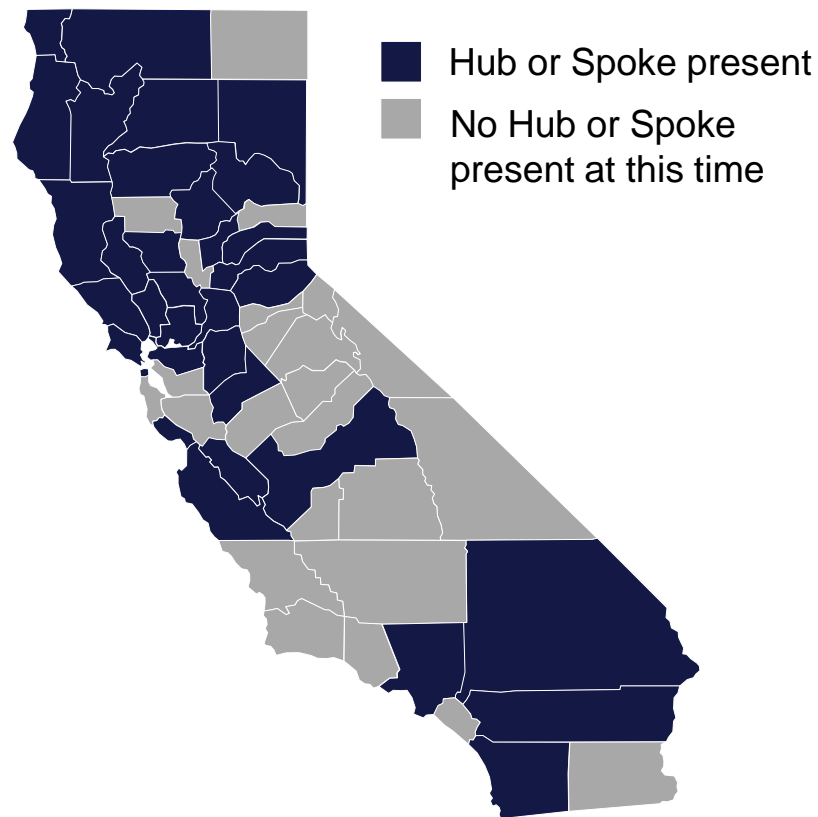 Hub or Spoke present
No Hub or Spoke
present at this time